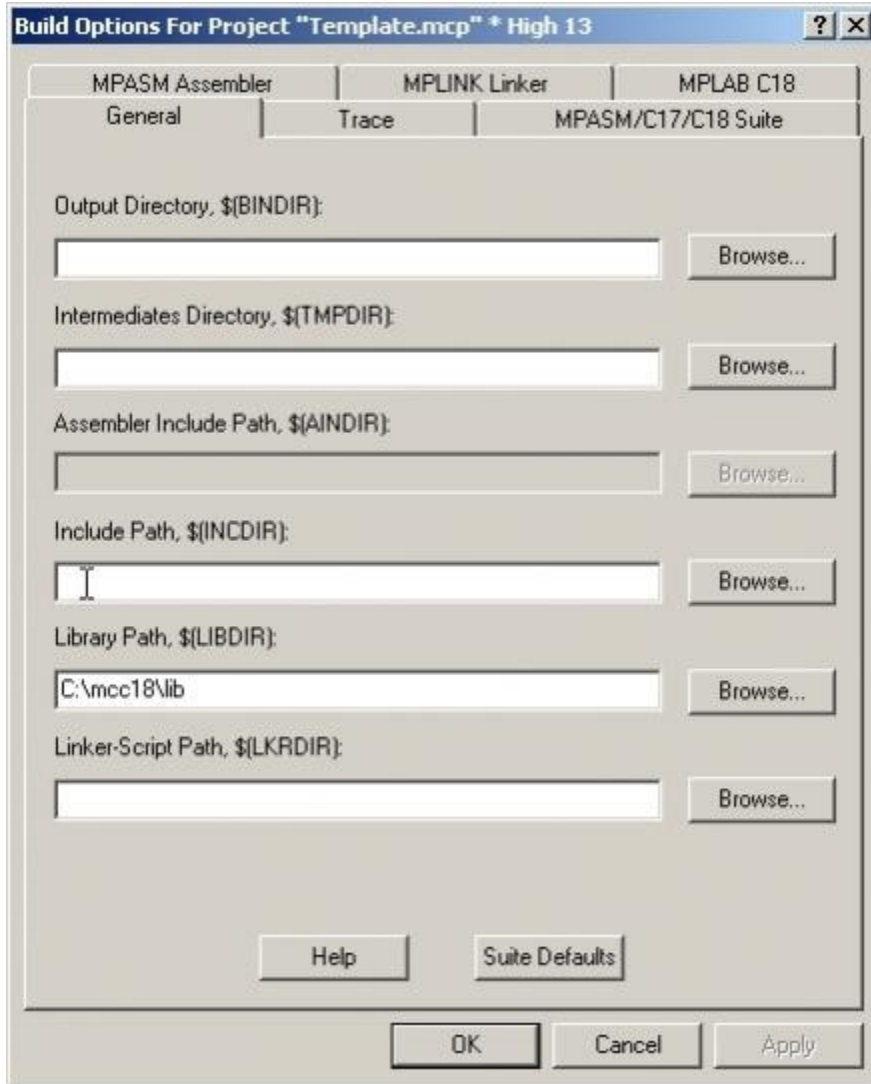 Build Options For Project "Template.mcp" * High 13
MPASM Assembler
MPLINK Linker
MPLAB C18
General
Trace
MPASM/C17/C18 Suite
Output Directory, $(BINDIR):
Browse...
Intermediates Directory, $(TMPDIR):
Browse...
Assembler Include Path, $(AINDIR):
Browse...
Include Path, $(INCDIR):
Browse...
Library Path, $(LIBDIR):
C:\mcc18\lib
Browse...
Linker-Script Path, $(LKRDIR):
Browse...
Help
Suite Defaults
OK
Cancel
Apply